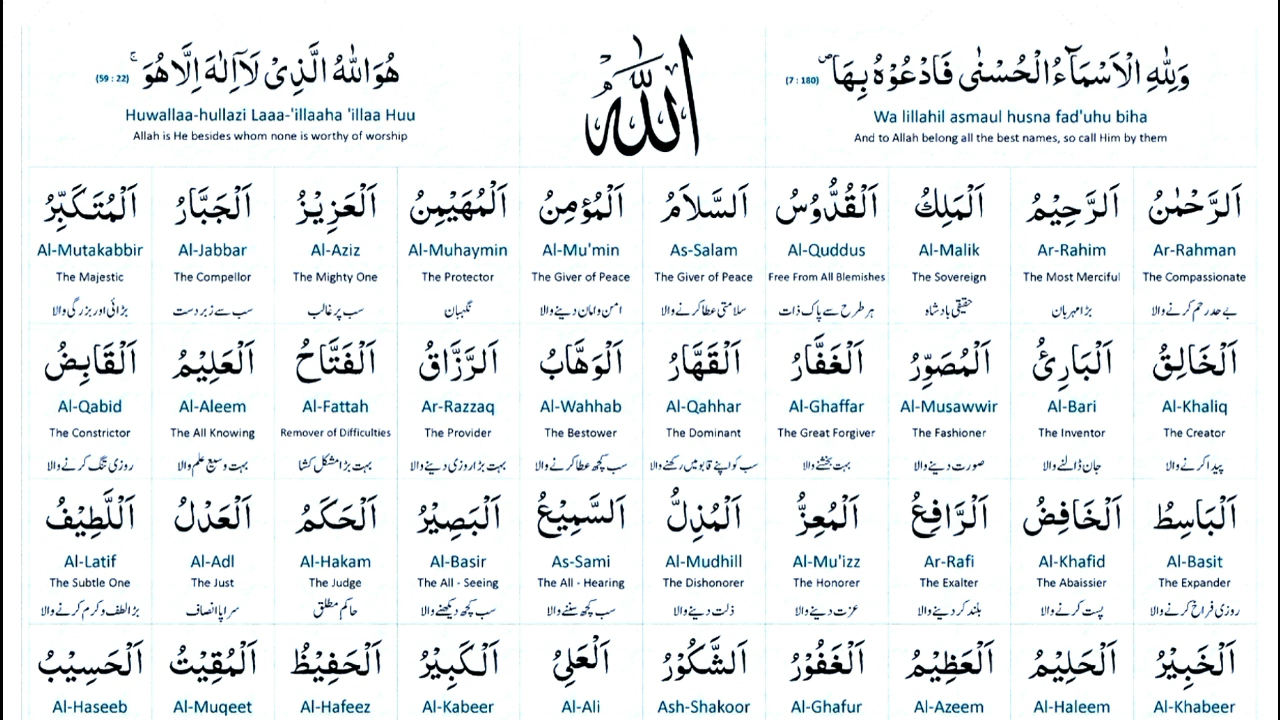 وَلِلّٰهِ الْاَسْمَآءُ الْحُسْنٰى فَادْعُوْهُ بِهَا ۖ (7 : 180)
Wa lillahil asmaul husna fad'uhu biha
And to Allah belong all the best names, so call Him by them
الله
هُوَ اللّٰهُ الَّذِىْ لَآ اِلٰهَ اِلَّا هُوَ ۚ (59 : 22)
Huwallaa-hullazi Laaa-'illaaha 'illaa Huu
Allah is He besides whom none is worthy of worship
اَلرَّحْمٰنُ اَلرَّحِيْمُ اَلْمَلِكُ اَلْقُدُّوْسُ اَلسَّلَامُ اَلْمُؤْمِنُ اَلْمُهَيْمِنُ اَلْعَزِيْزُ اَلْجَبَّارُ اَلْمُتَكَبِّرُ
Al-Mutakabbir Al-Jabbar Al-Aziz Al-Muhaymin Al-Mu'min As-Salam Al-Quddus Al-Malik Ar-Rahim Ar-Rahman
The Majestic The Compellor The Mighty One The Protector The Giver of Peace The Giver of Peace Free From All Blemishes The Sovereign The Most Merciful The Compassionate
بے حد رحم کرنے والا بڑا مہربان حقیقی بادشاہ ہر طرح سے پاک ذات سلامتی عطا کرنے والا امن و امان دینے والا نگہبان سب پر غالب سب سے زبردست بڑائی اور بزرگی والا
اَلْخَالِقُ اَلْبَارِئُ اَلْمُصَوِّرُ اَلْغَفَّارُ اَلْقَهَّارُ اَلْوَهَّابُ اَلرَّزَّاقُ اَلْفَتَّاحُ اَلْعَلِيْمُ اَلْقَابِضُ
Al-Qabid Al-Aleem Al-Fattah Ar-Razzaq Al-Wahhab Al-Qahhar Al-Ghaffar Al-Musawwir Al-Bari Al-Khaliq
The Constrictor The All Knowing Remover of Difficulties The Provider The Bestower The Dominant The Great Forgiver The Fashioner The Inventor The Creator
پیدا کرنے والا جان ڈالنے والا صورت دینے والا بہت بخشنے والا سب کو اپنے قابو میں رکھنے والا سب کچھ عطا کرنے والا بہت بڑا روزی دینے والا بہت بڑا مشکل کشا بہت وسیع علم والا روزی تنگ کرنے والا
اَلْبَاسِطُ اَلْخَافِضُ اَلرَّافِعُ اَلْمُعِزُّ اَلْمُذِلُّ اَلسَّمِيْعُ اَلْبَصِيْرُ اَلْحَكَمُ اَلْعَدْلُ اَللَّطِيْفُ
Al-Latif Al-Adl Al-Hakam Al-Basir As-Sami Al-Mudhill Al-Mu'izz Ar-Rafi Al-Khafid Al-Basit
The Subtle One The Just The Judge The All - Seeing The All - Hearing The Dishonorer The Honorer The Exalter The Abaissier The Expander
روزی فراخ کرنے والا پست کرنے والا بلند کر دینے والا عزت دینے والا ذلت دینے والا سب کچھ سننے والا سب کچھ دیکھنے والا حاکم مطلق سراپا انصاف بڑا لطف و کرم کرنے والا
اَلْخَبِيْرُ اَلْحَلِيْمُ اَلْعَظِيْمُ اَلْغَفُوْرُ اَلشَّكُوْرُ اَلْعَلِىُّ اَلْكَبِيْرُ اَلْحَفِيْظُ اَلْمُقِيْتُ اَلْحَسِيْبُ
Al-Haseeb Al-Muqeet Al-Hafeez Al-Kabeer Al-Ali Ash-Shakoor Al-Ghafur Al-Azeem Al-Haleem Al-Khabeer